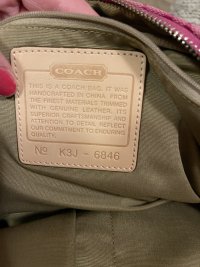 COACH
THIS IS A COACH BAG. IT WAS
HANDCRAFTED IN CHINA. FROM
THE FINEST MATERIALS TRIMMED
WITH GENUINE LEATHER. ITS
SUPERIOR CRAFTSMANSHIP AND
ATTENTION TO DETAIL REFLECT
OUR COMMITMENT TO ENDURING
QUALITY.
Nº K3J - 6846